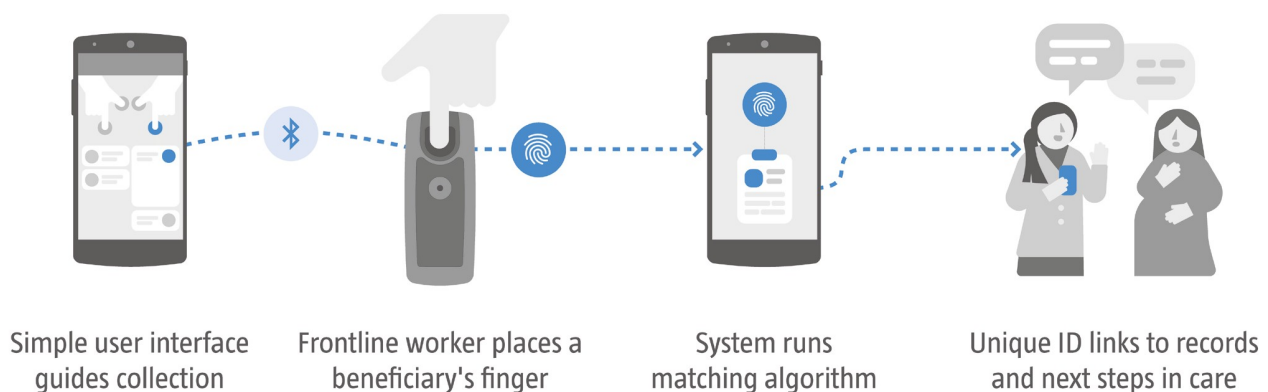 Simple user interface
guides collection
Frontline worker places a
beneficiary's finger
System runs
matching algorithm
Unique ID links to records
and next steps in care